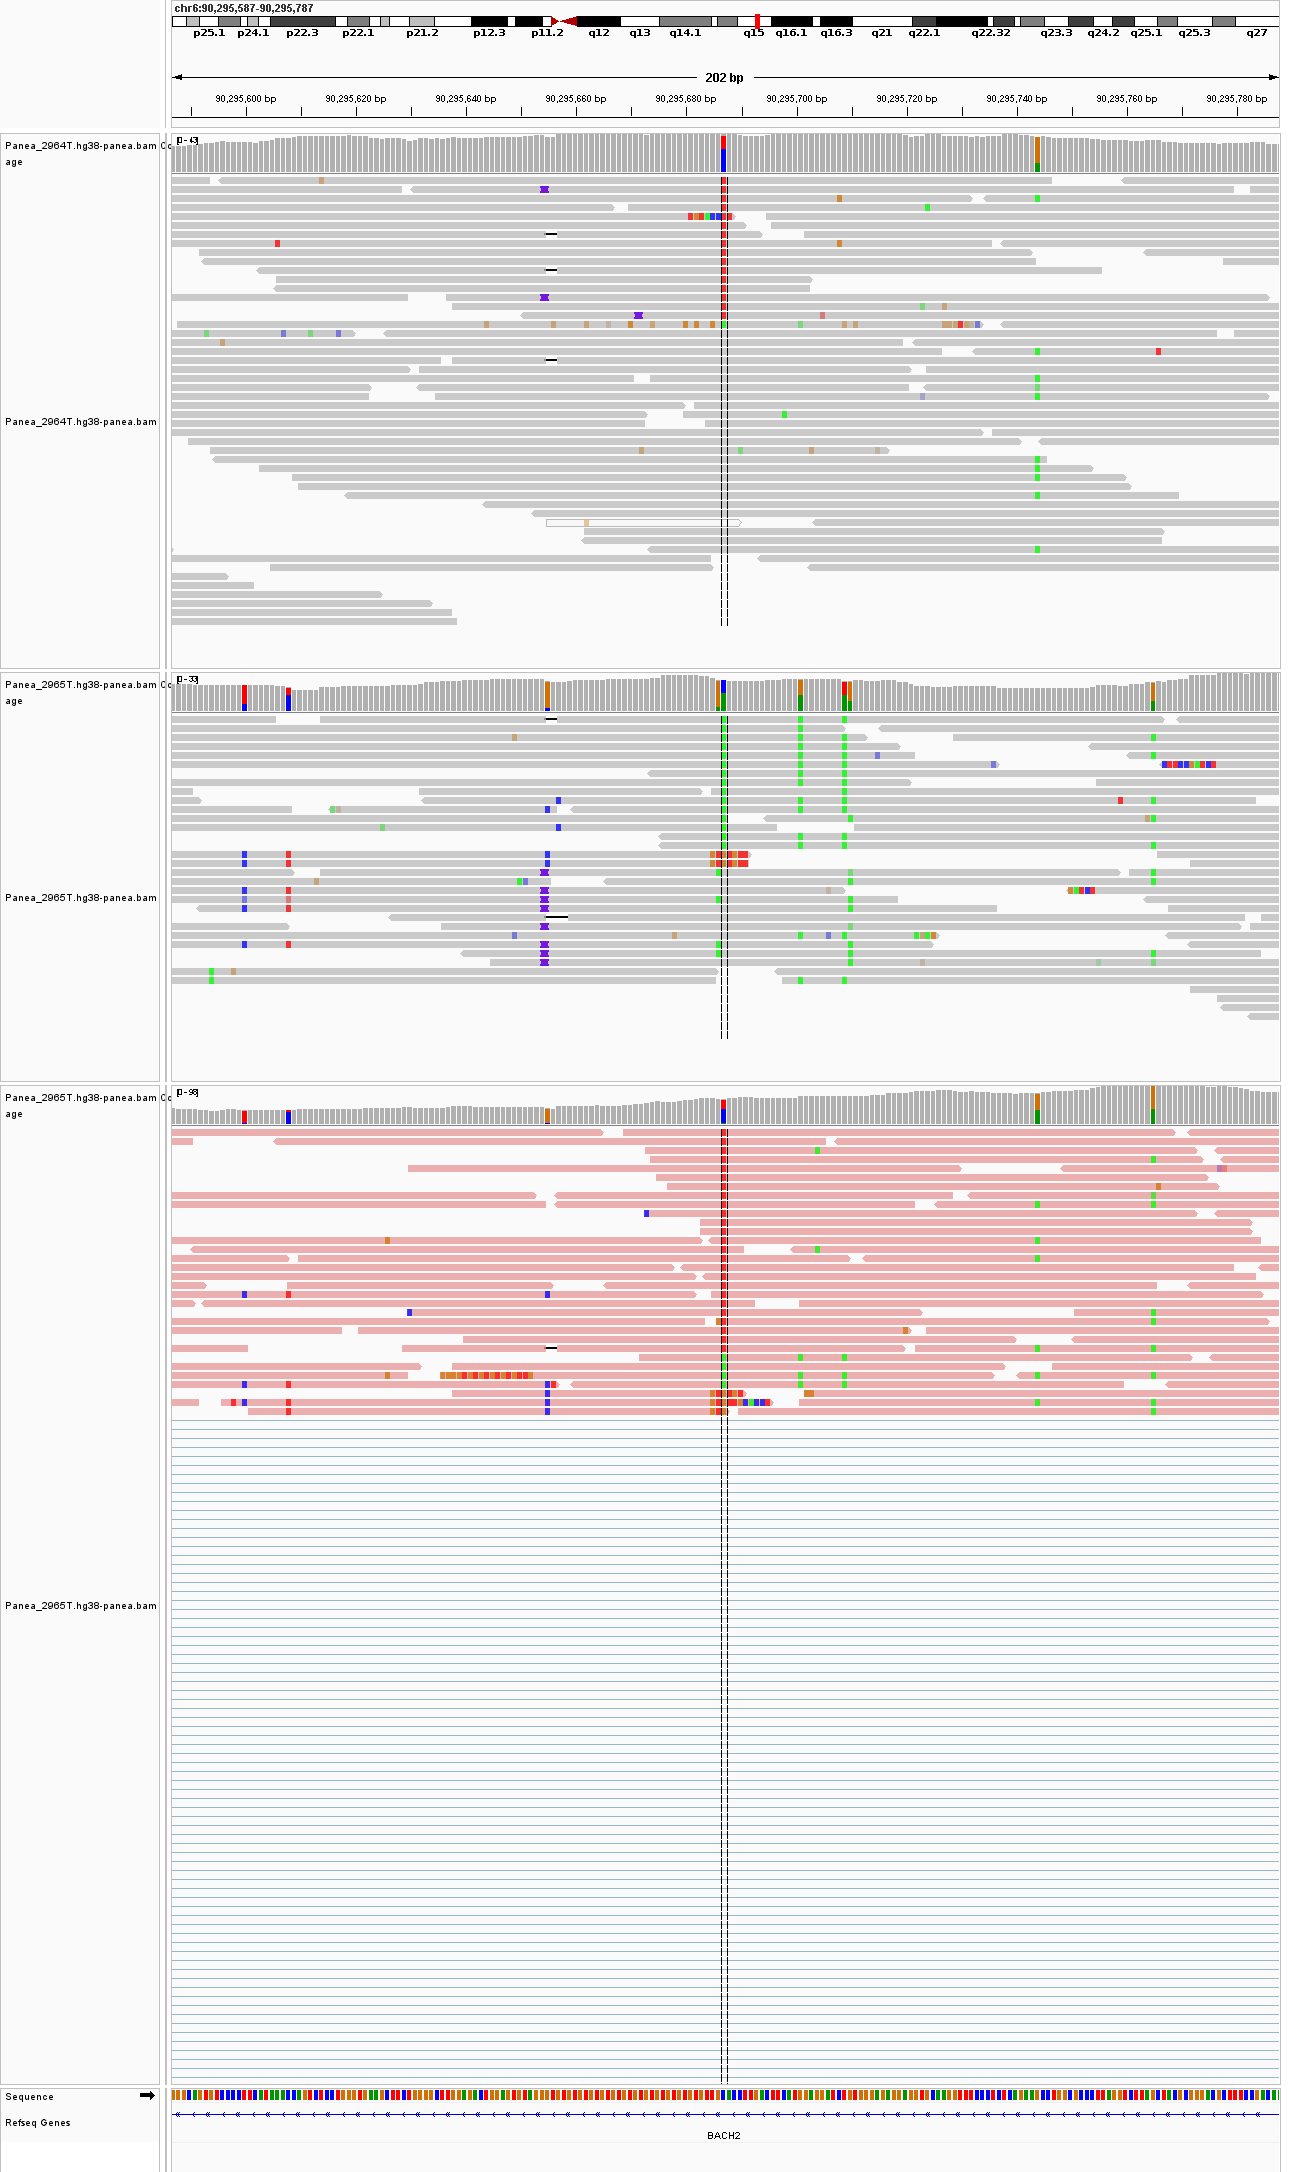 chr6:90,295,587-90,295,787
p25.1 p24.1 p22.3 p22.1 p21.2 p12.3 p11.2 q12 q13 q14.1 q15 q16.1 q16.3 q21 q22.1 q22.32 q23.3 q24.2 q25.1 q25.3 q27
202 bp
90,295,600 bp 90,295,620 bp 90,295,640 bp 90,295,660 bp 90,295,680 bp 90,295,700 bp 90,295,720 bp 90,295,740 bp 90,295,760 bp 90,295,780 bp
Panea_2964T.hg38-panea.bam Co
age
[0-43]
Panea_2964T.hg38-panea.bam
Panea_2965T.hg38-panea.bam Co
age
[0-33]
Panea_2965T.hg38-panea.bam
Panea_2965T.hg38-panea.bam Co
age
[0-98]
Panea_2965T.hg38-panea.bam
Sequence
Refseq Genes
BACH2